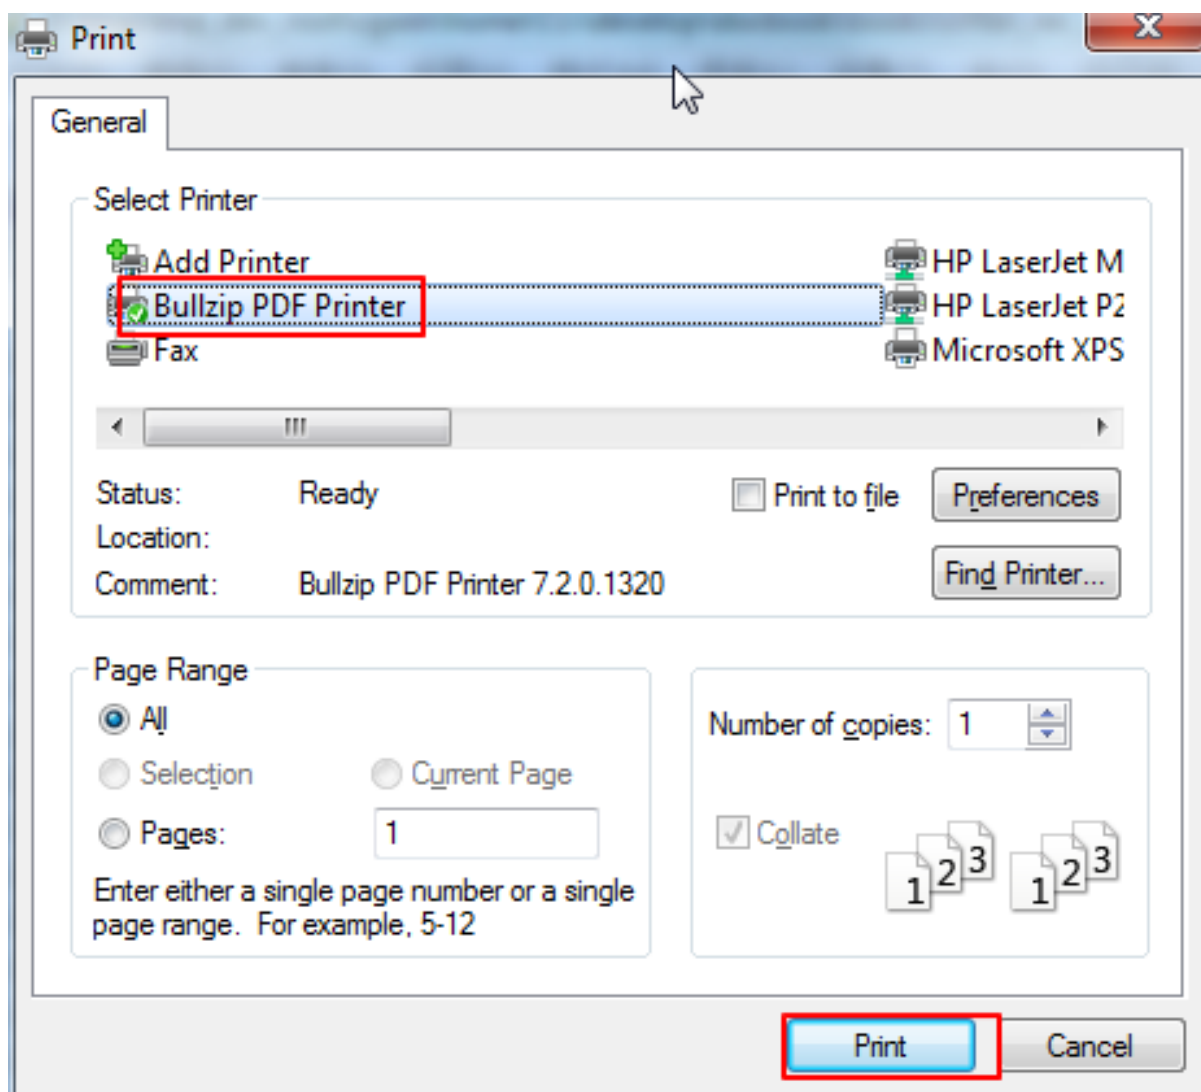 Print
General
Select Printer
Add Printer
HP LaserJet M
Bullzip PDF Printer
HP LaserJet P2
Fax
Microsoft XPS
Status: Ready
Print to file
Preferences
Location:
Comment: Bullzip PDF Printer 7.2.0.1320
Find Printer...
Page Range
All
Number of copies: 1
Selection
Current Page
Pages: 1
Collate
1 2 3 1 2 3
Enter either a single page number or a single
page range. For example, 5-12
Print
Cancel